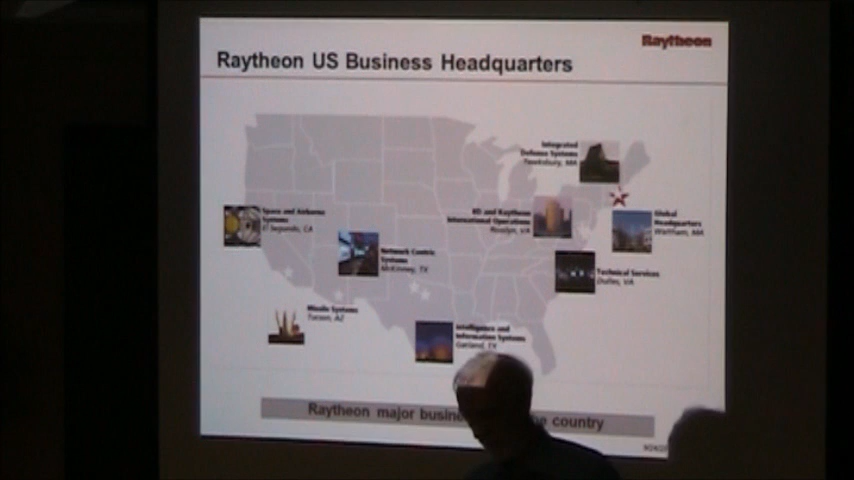 Raytheon
Raytheon US Business Headquarters
Integrated
Defense Systems
Tewksbury, MA
Space and Airborne
Systems
El Segundo, CA
and Raytheon
International Operations
Rosslyn, VA
Global
Headquarters
Waltham, MA
Network Centric
Systems
McKinney, TX
Technical Services
Dulles, VA
Missile Systems
Tucson, AZ
Intelligence and
Information Systems
Garland, TX
Raytheon major country